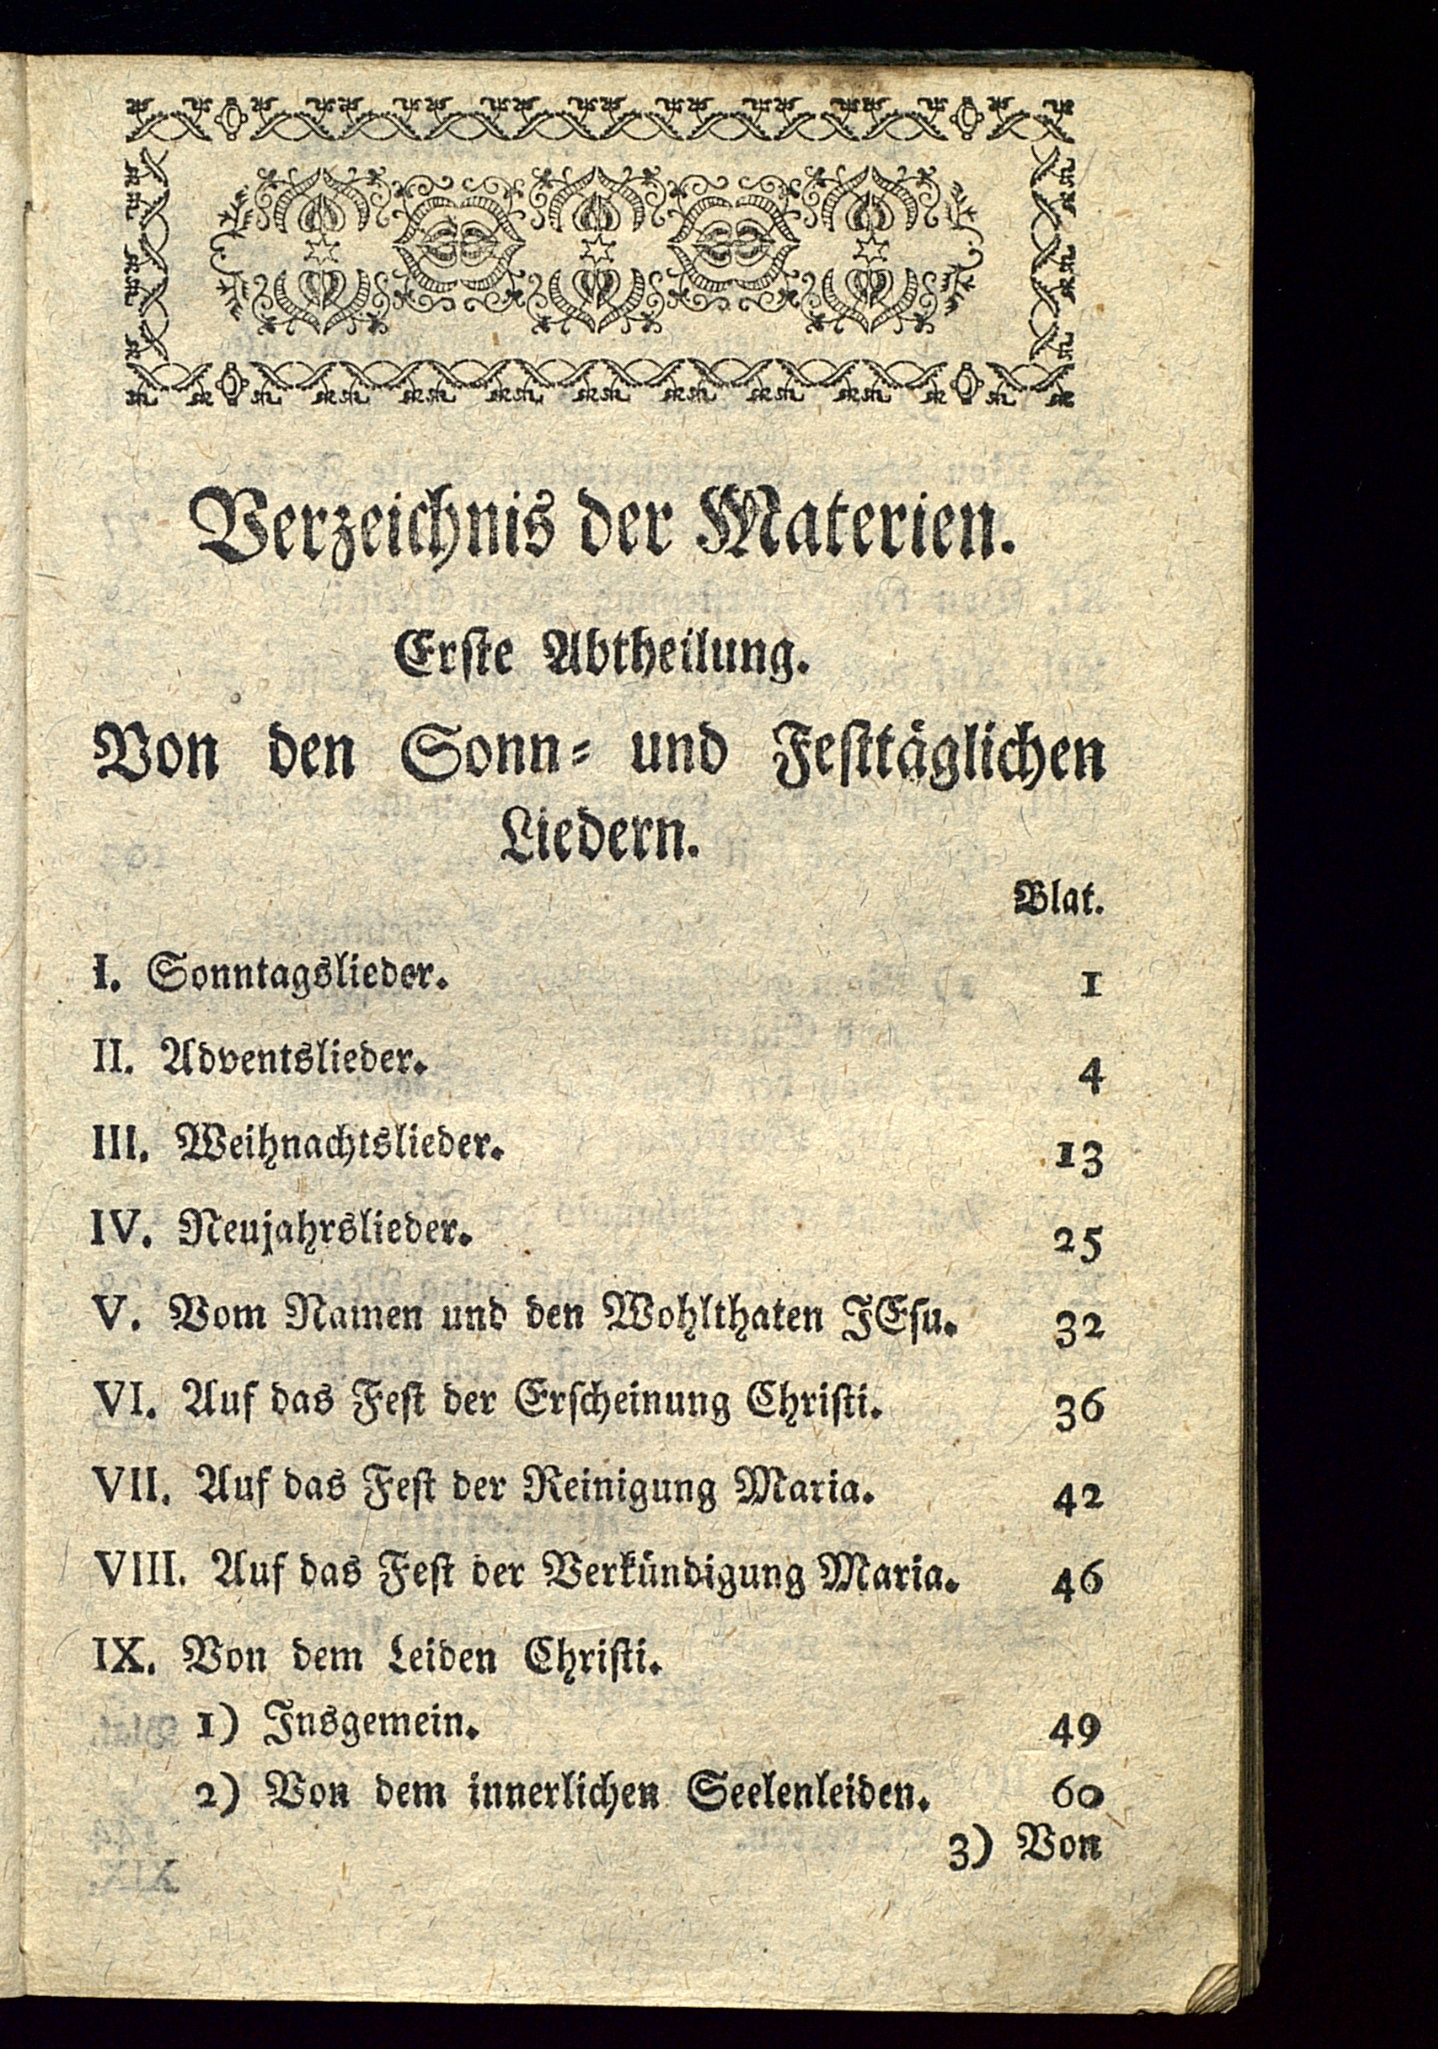 Verzeichnis der Materien.
Erste Abtheilung.
Von den Sonn- und Festtäglichen
Liedern.
Blat.
I. Sonntagslieder. 1
II. Adventslieder. 4
III. Weihnachtslieder. 13
IV. Neujahrslieder. 25
V. Vom Namen und den Wohlthaten JEsu. 32
VI. Auf das Fest der Erscheinung Christi. 36
VII. Auf das Fest der Reinigung Maria. 42
VIII. Auf das Fest der Verkündigung Maria. 46
IX. Von dem Leiden Christi.
1) Insgemein. 49
2) Von dem innerlichen Seelenleiden. 60
3) Von